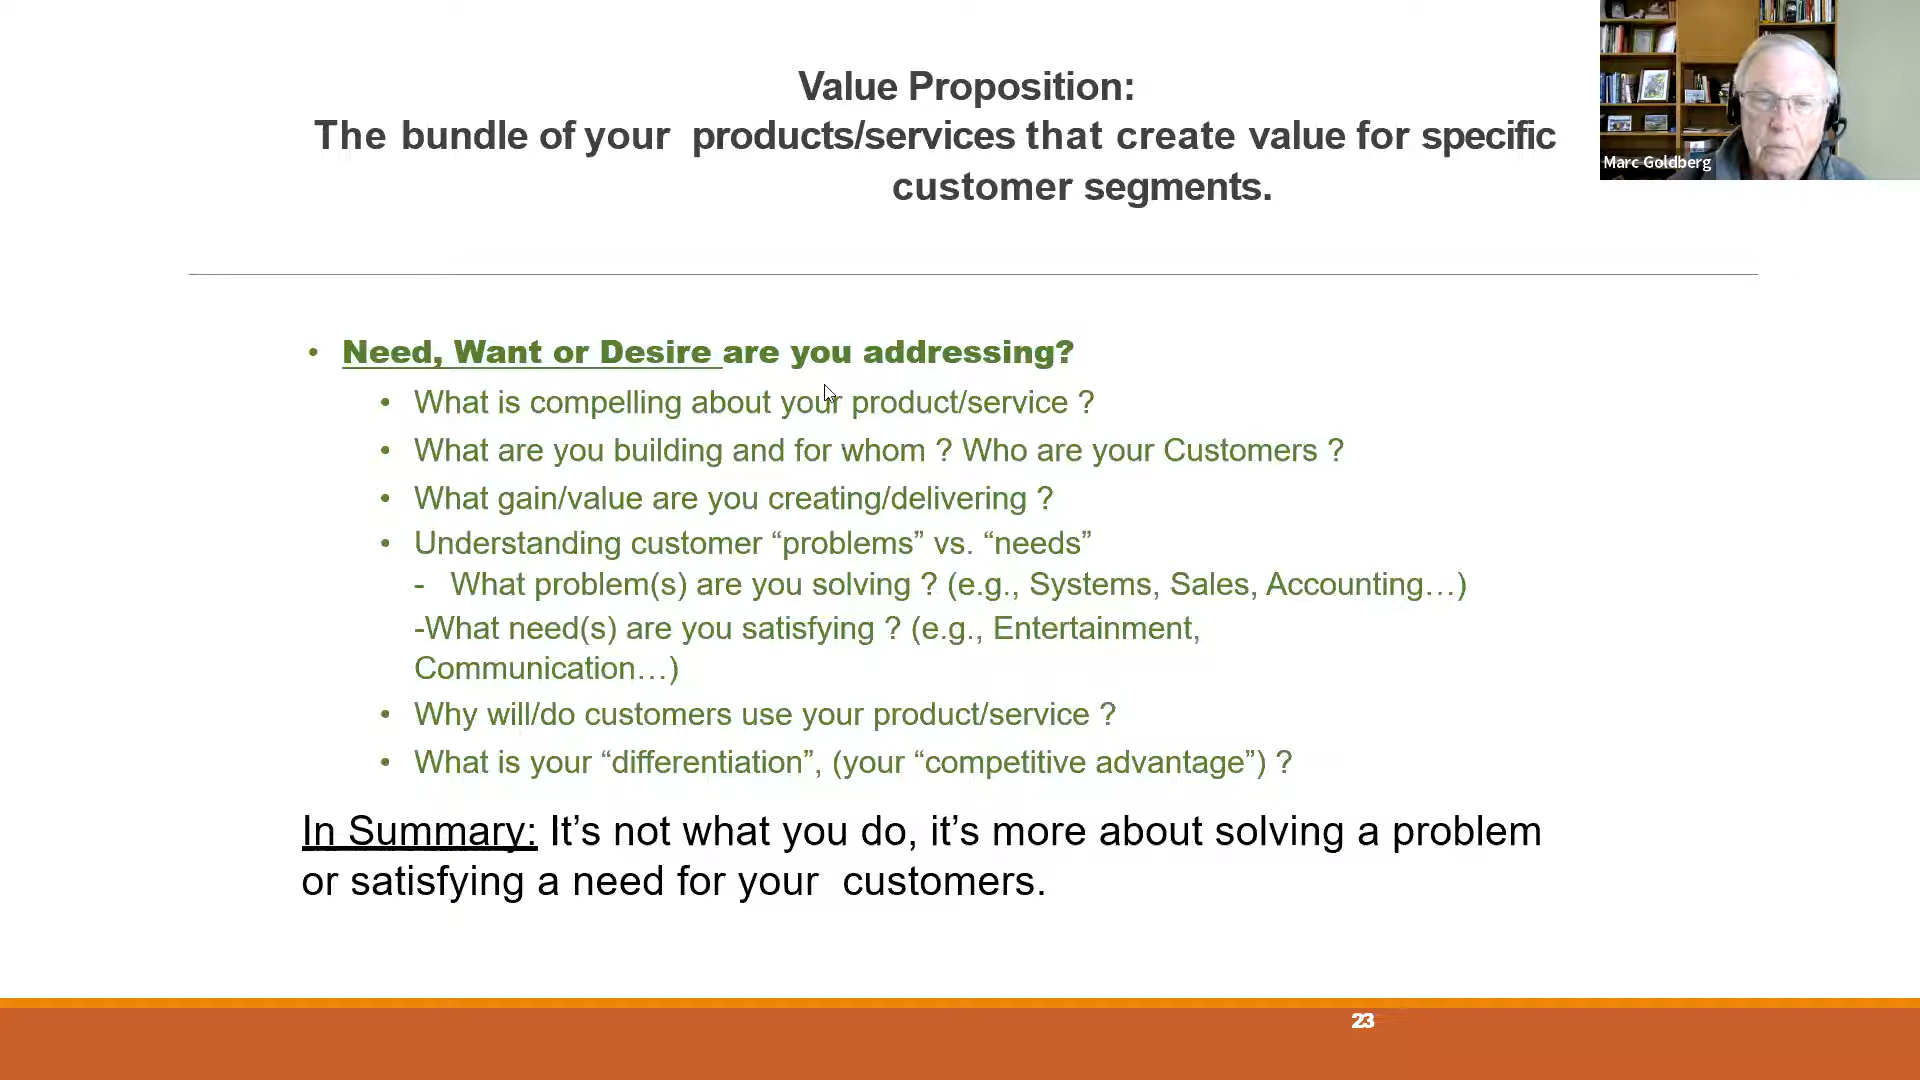 Value Proposition:
The bundle of your products/services that create value for specific
customer segments.
Marc Goldberg
• Need, Want or Desire are you addressing?
• What is compelling about your product/service ?
• What are you building and for whom ? Who are your Customers ?
• What gain/value are you creating/delivering ?
• Understanding customer “problems” vs. “needs”
- What problem(s) are you solving ? (e.g., Systems, Sales, Accounting…)
-What need(s) are you satisfying ? (e.g., Entertainment,
Communication…)
• Why will/do customers use your product/service ?
• What is your “differentiation”, (your “competitive advantage”) ?
In Summary: It’s not what you do, it’s more about solving a problem
or satisfying a need for your customers.
23